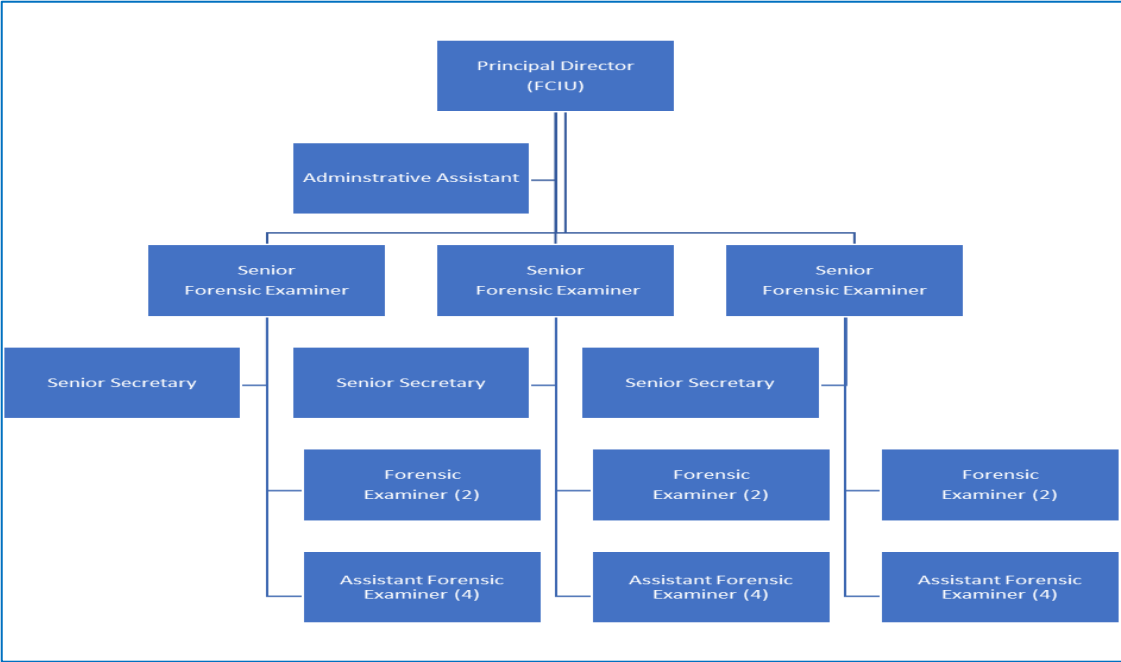 Principal Director
(FCIU)
Adminstrative Assistant
Senior
Forensic Examiner
Senior
Forensic Examiner
Senior
Forensic Examiner
Senior Secretary
Senior Secretary
Senior Secretary
Forensic
Examiner (2)
Forensic
Examiner (2)
Forensic
Examiner (2)
Assistant Forensic
Examiner (4)
Assistant Forensic
Examiner (4)
Assistant Forensic
Examiner (4)